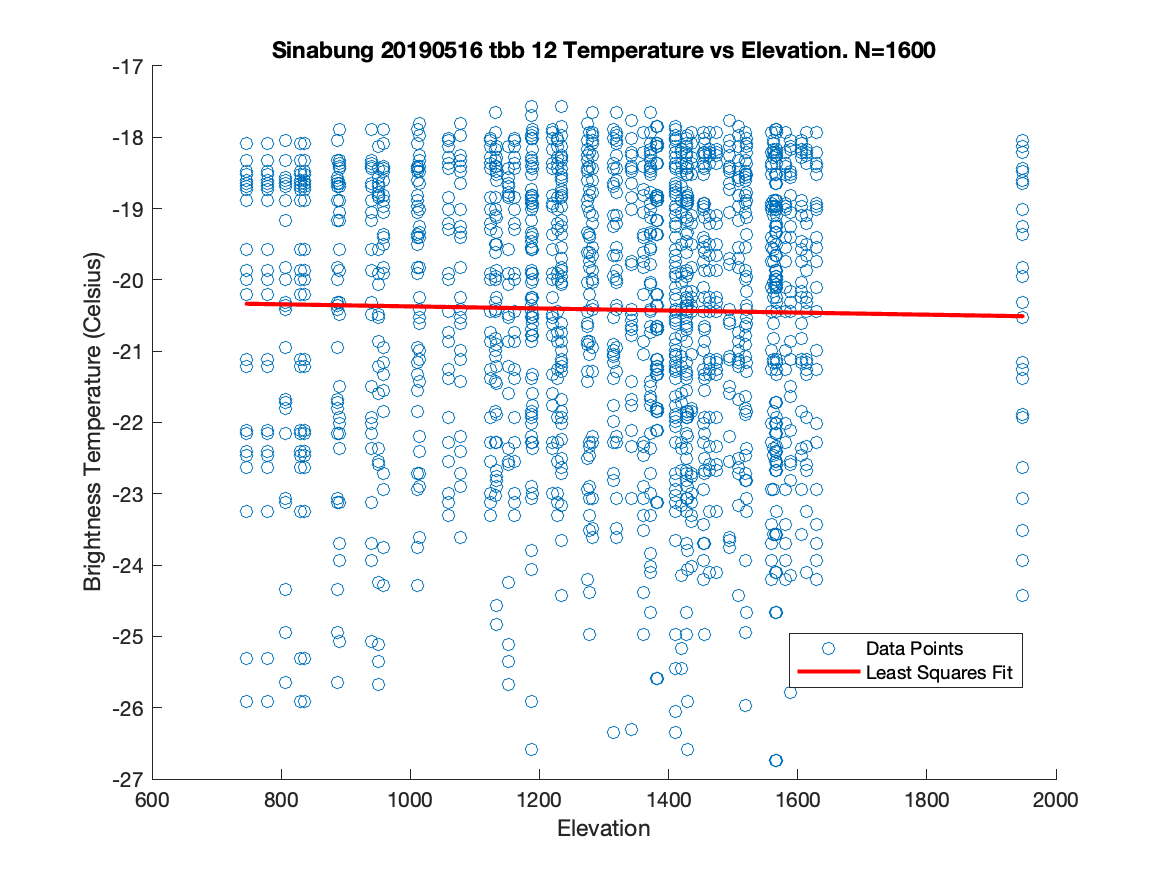 Sinabung 20190516 tbb 12 Temperature vs Elevation. N=1600
-17
-18
-19
-20
-21
-22
-23
-24
-25
-26
-27
Brightness Temperature (Celsius)
Data Points
Least Squares Fit
600 800 1000 1200 1400 1600 1800 2000
Elevation